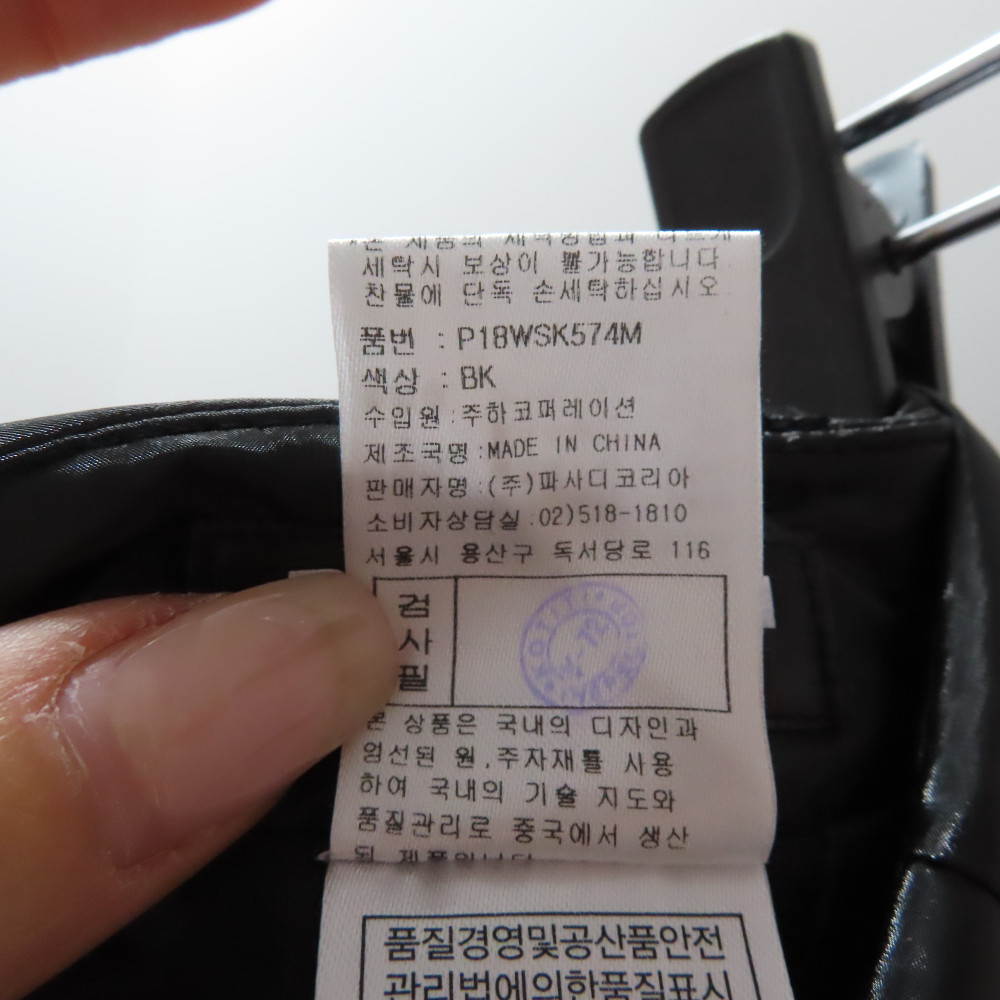 세탁시 보상이 불가능합니다.
찬물에 단독 손세탁하십시오.
품번 : P18WSK574M
색상 : BK
수입원 : 주하코퍼레이션
제조국명 : MADE IN CHINA
판매자명 : (주)파사디코리아
소비자상담실 : 02)518-1810
서울시 용산구 독서당로 116
검
사
필
본 상품은 국내의 디자인과
엄선된 원,부자재를 사용
하여 국내의 기술 지도와
품질관리로 중국에서 생산
된 제품입니다.
품질경영및공산품안전
관리법에의한품질표시